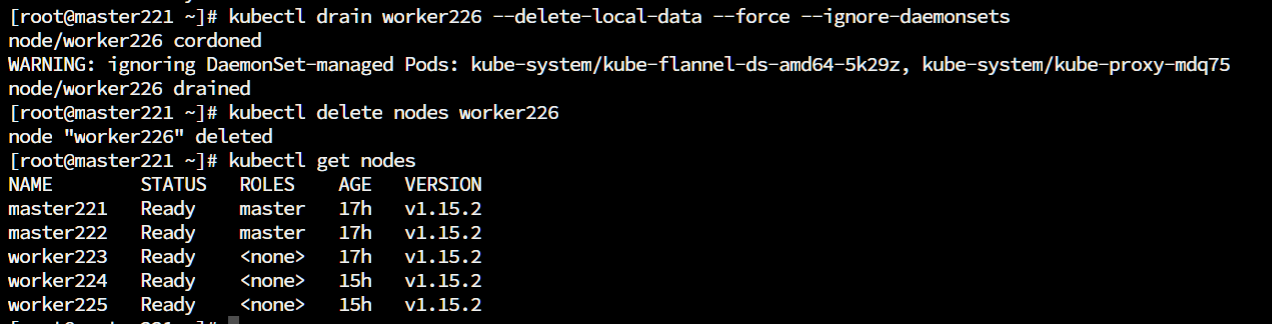 [root@master221 ~]# kubectl drain worker226 --delete-local-data --force --ignore-daemonsets
node/worker226 cordoned
WARNING: ignoring DaemonSet-managed Pods: kube-system/kube-flannel-ds-amd64-5k29z, kube-system/kube-proxy-mdq75
node/worker226 drained
[root@master221 ~]# kubectl delete nodes worker226
node "worker226" deleted
[root@master221 ~]# kubectl get nodes
NAME STATUS ROLES AGE VERSION
master221 Ready master 17h v1.15.2
master222 Ready master 17h v1.15.2
worker223 Ready <none> 17h v1.15.2
worker224 Ready <none> 15h v1.15.2
worker225 Ready <none> 15h v1.15.2